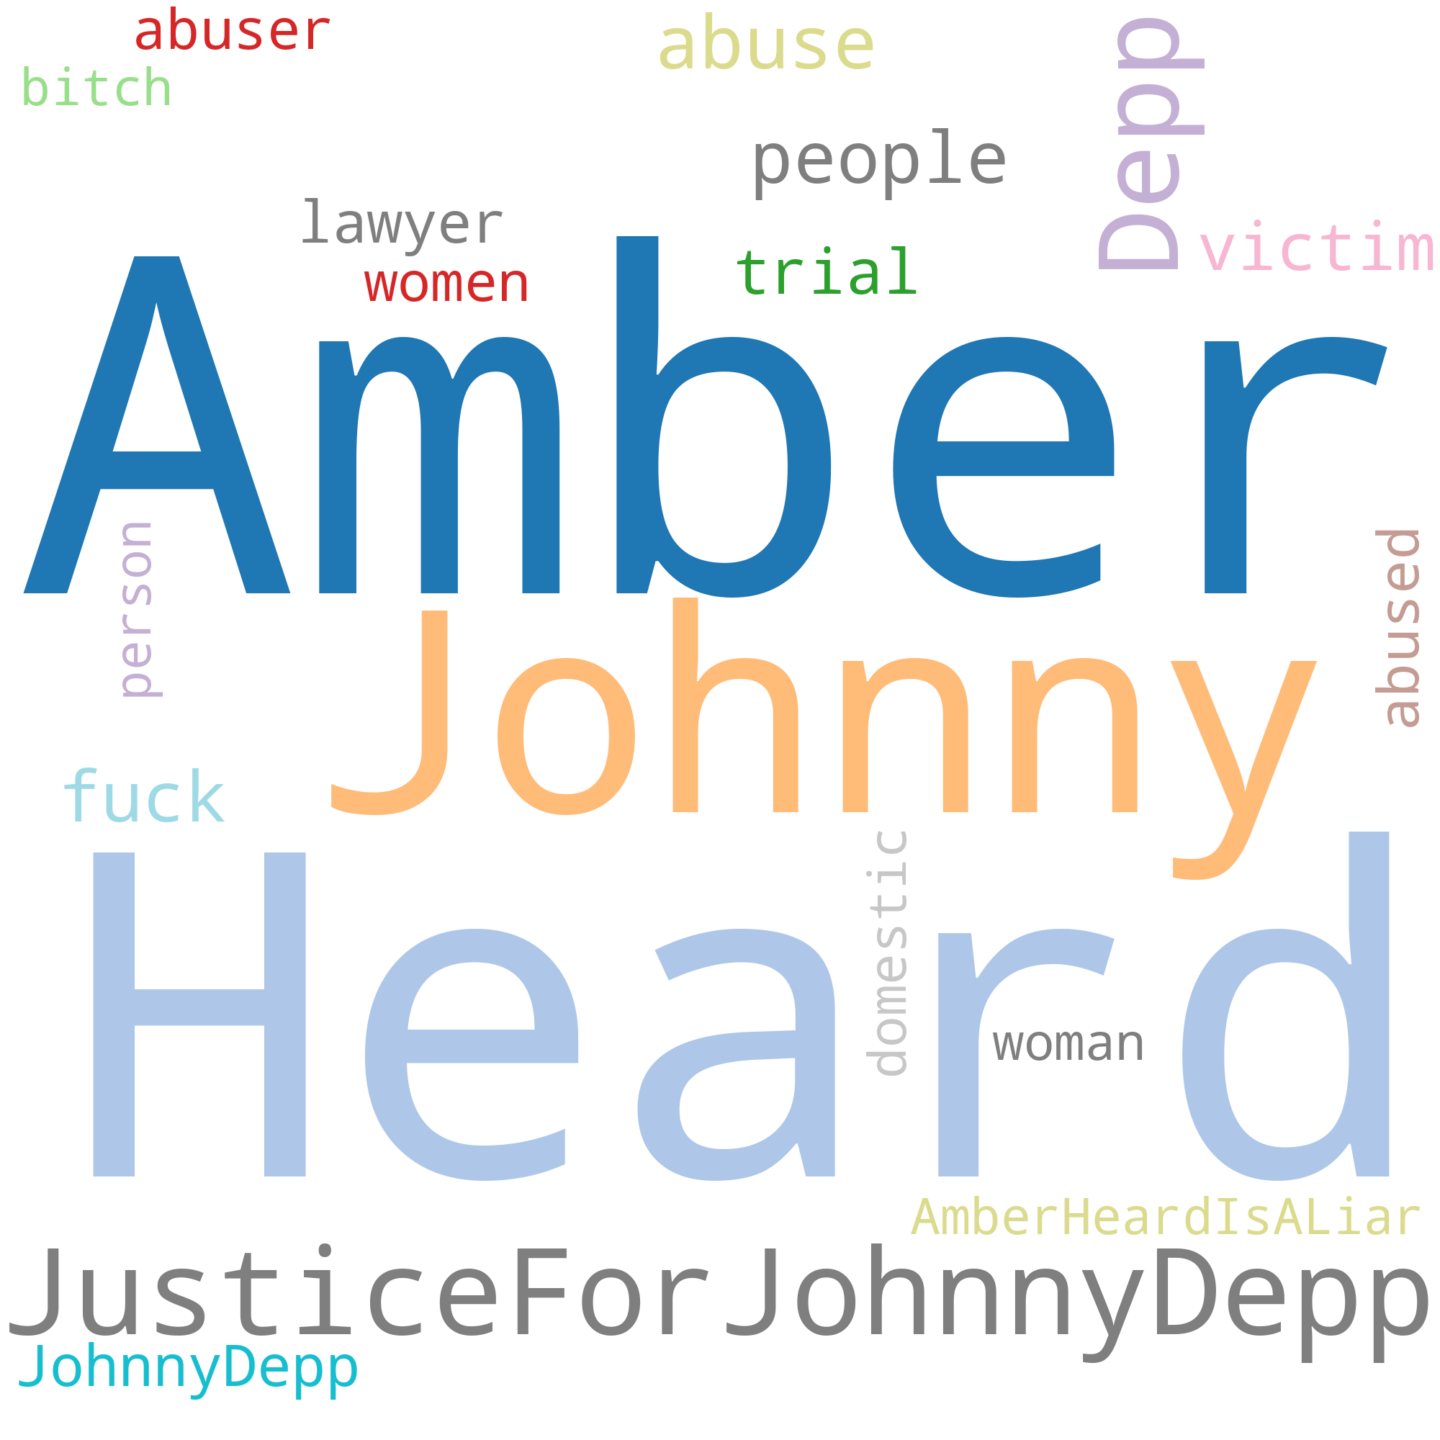 abuser
abuse
Depp
bitch
people
lawyer
victim
women
trial
Amber
person
abused
Johnny
fuck
Heard
domestic
woman
AmberHeardIsALiar
JusticeForJohnnyDepp
JohnnyDepp